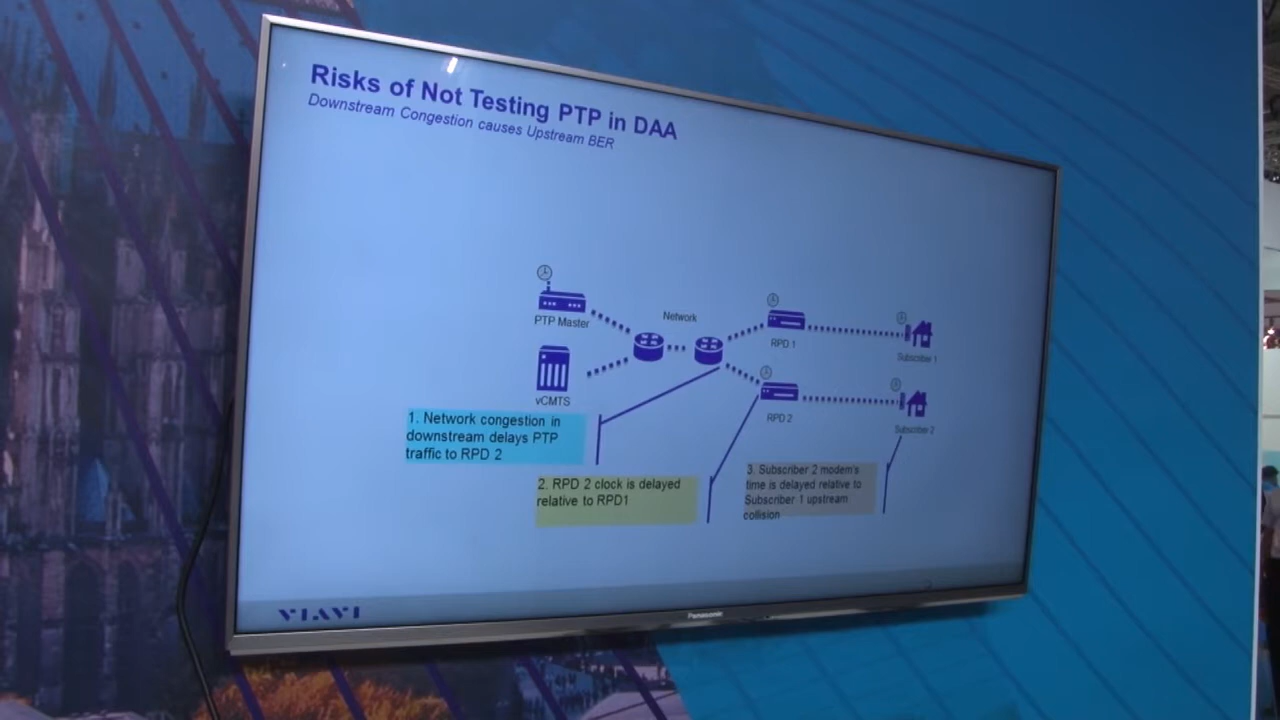 Risks of Not Testing PTP in DAA
Downstream Congestion causes Upstream BER
PTP Master
Network
RPD 1
Subscriber 1
vCMTS
RPD 2
Subscriber 2
1. Network congestion in
downstream delays PTP
traffic to RPD 2
2. RPD 2 clock is delayed
relative to RPD1
3. Subscriber 2 modem's
time is delayed relative to
Subscriber 1 upstream
collision
VIAVI
Panasonic